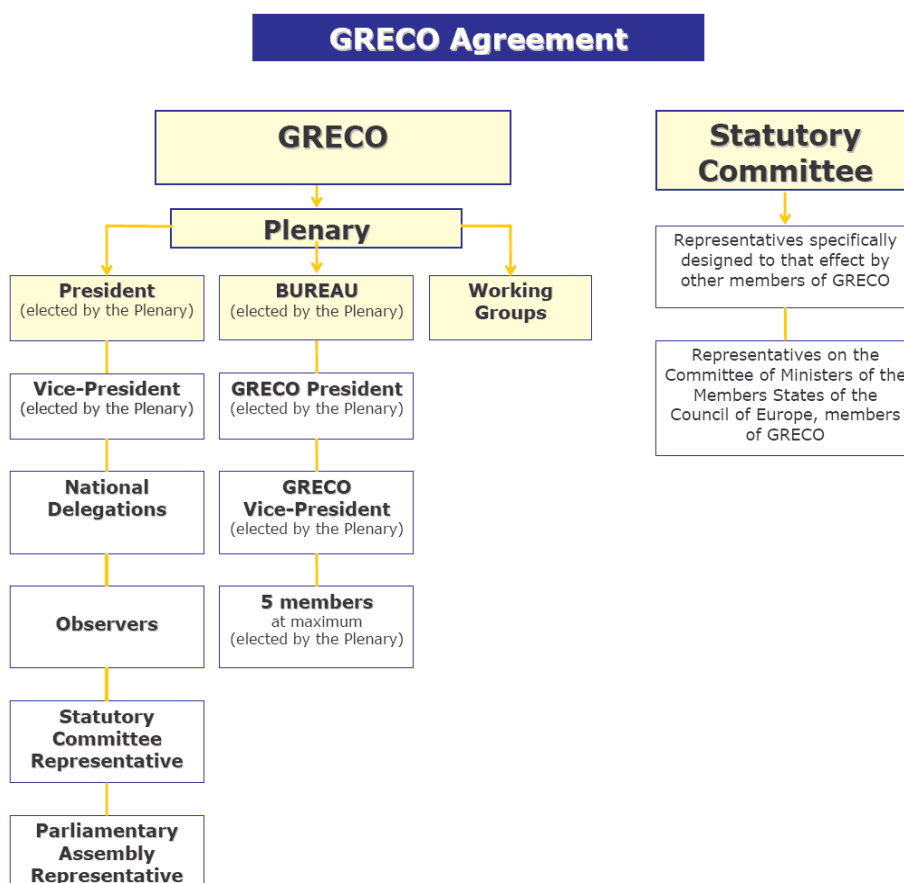 GRECO Agreement
GRECO
Plenary
President
(elected by the Plenary)
Vice-President
(elected by the Plenary)
National
Delegations
Observers
Statutory
Committee
Representative
Parliamentary
Assembly
Representative
BUREAU
(elected by the Plenary)
GRECO President
(elected by the Plenary)
GRECO
Vice-President
(elected by the Plenary)
5 members
at maximum
(elected by the Plenary)
Working
Groups
Statutory
Committee
Representatives specifically
designed to that effect by
other members of GRECO
Representatives on the
Committee of Ministers of the
Members States of the
Council of Europe, members
of GRECO